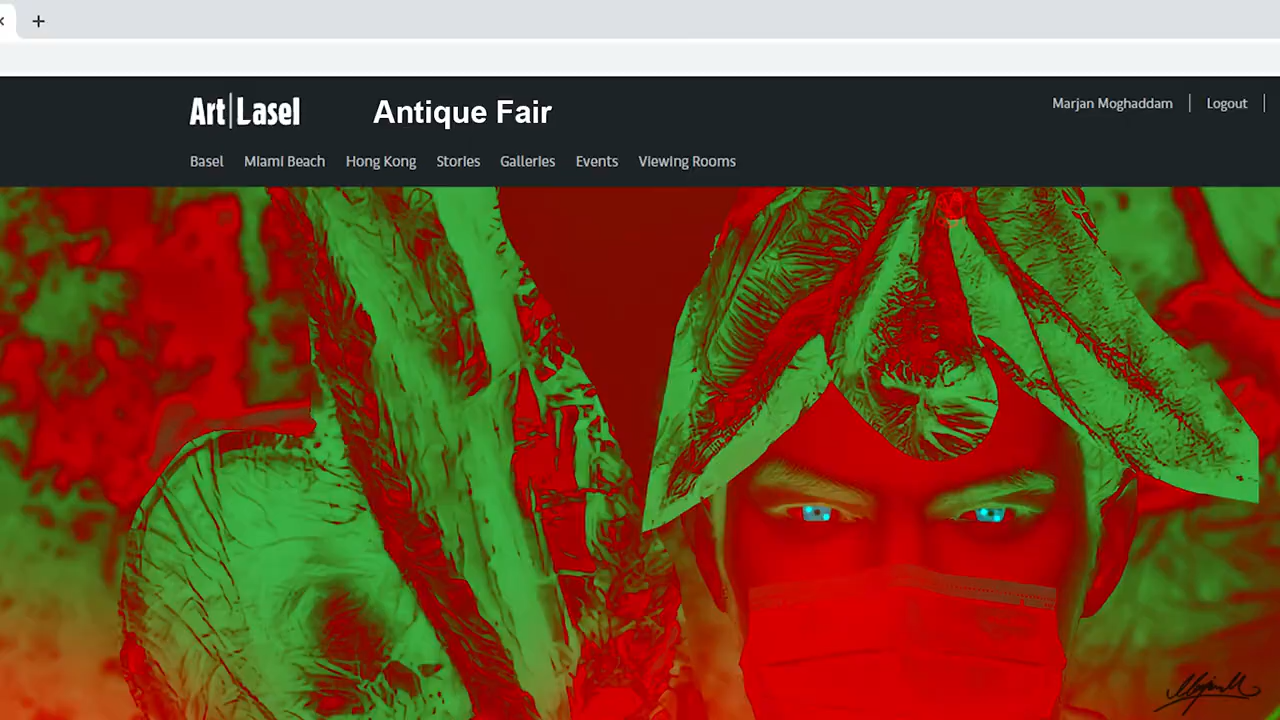 Art|Lasel
Antique Fair
Marjan Moghaddam | Logout |
Basel Miami Beach Hong Kong Stories Galleries Events Viewing Rooms